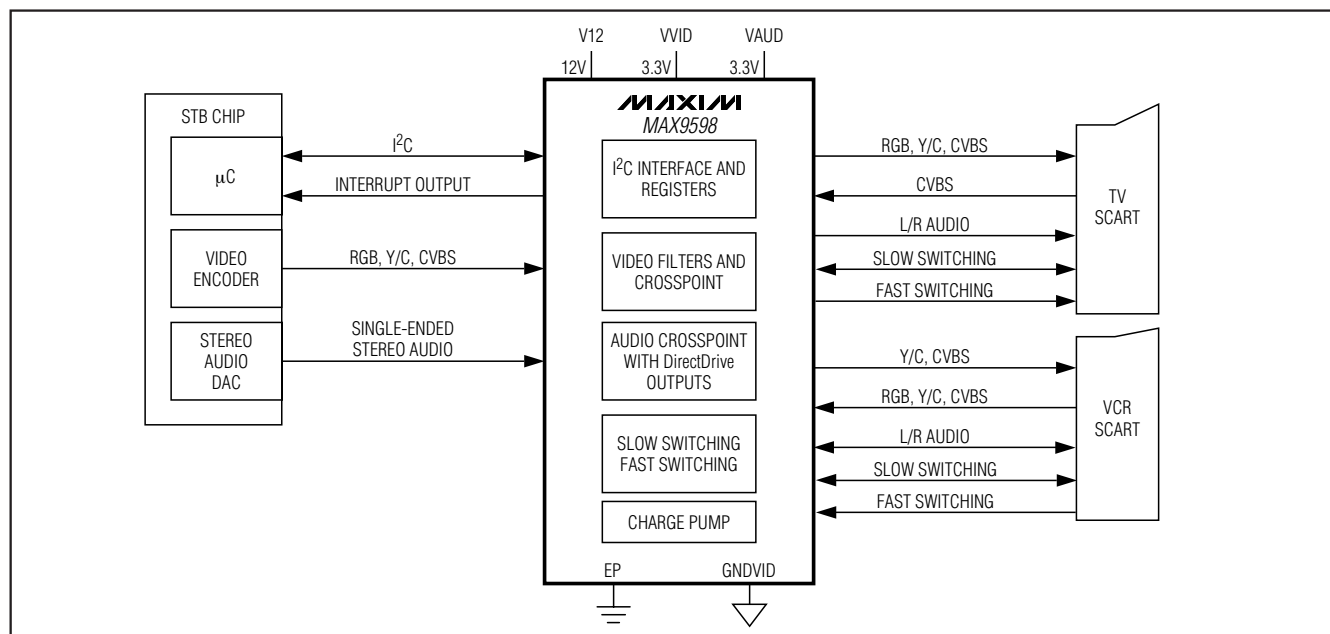 V12
VVID
VAUD
12V
3.3V
3.3V
STB CHIP
µC
VIDEO
ENCODER
STEREO
AUDIO
DAC
I²C
INTERRUPT OUTPUT
RGB, Y/C, CVBS
SINGLE-ENDED
STEREO AUDIO
MAXIM
MAX9598
I²C INTERFACE AND
REGISTERS
VIDEO FILTERS AND
CROSSPOINT
AUDIO CROSSPOINT
WITH DirectDrive
OUTPUTS
SLOW SWITCHING
FAST SWITCHING
CHARGE PUMP
EP
GNDVID
RGB, Y/C, CVBS
CVBS
L/R AUDIO
SLOW SWITCHING
FAST SWITCHING
TV
SCART
Y/C, CVBS
RGB, Y/C, CVBS
L/R AUDIO
SLOW SWITCHING
FAST SWITCHING
VCR
SCART